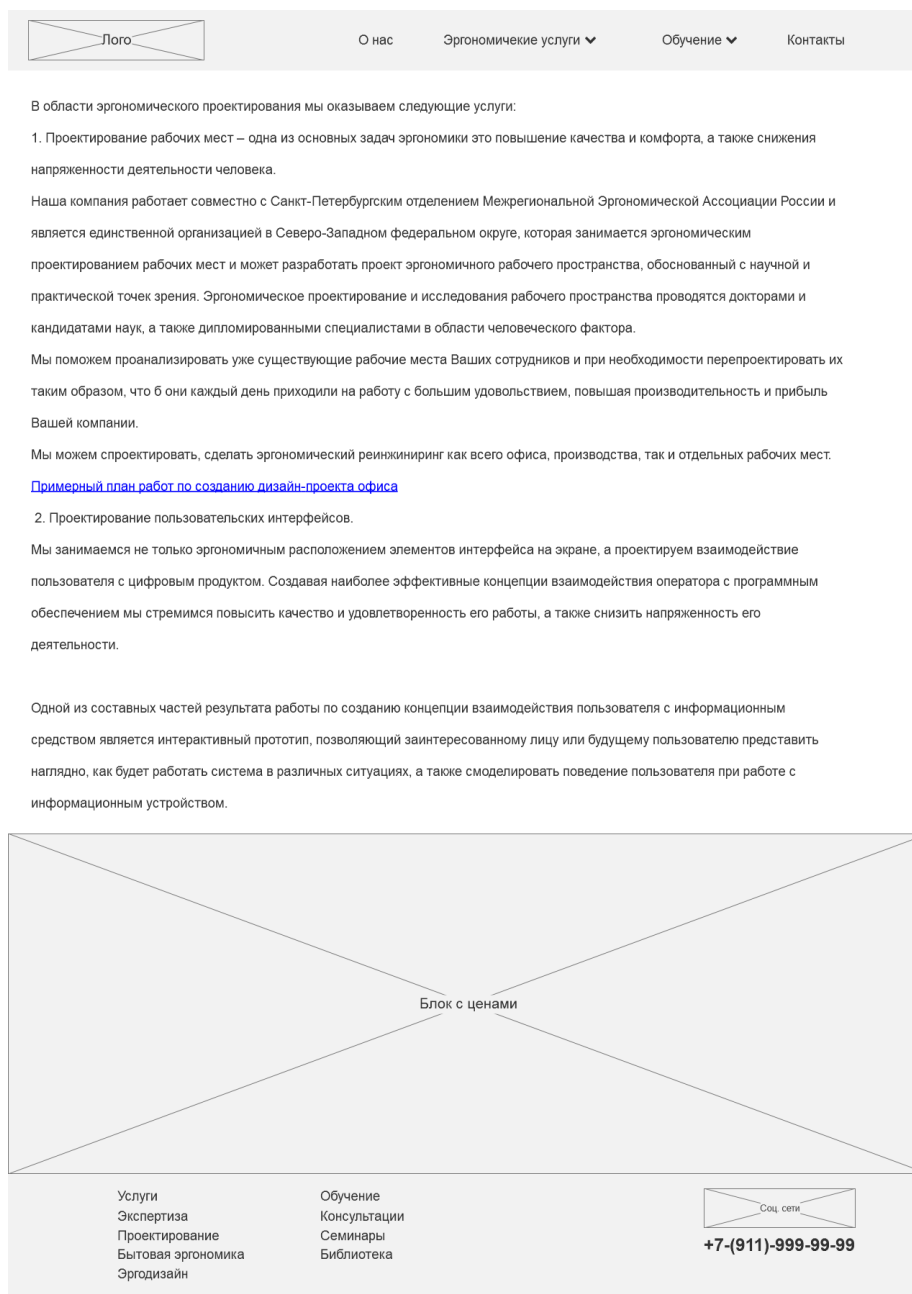 Лого
О нас
Эргономичекие услуги
Обучение
Контакты
В области эргономического проектирования мы оказываем следующие услуги:
1. Проектирование рабочих мест – одна из основных задач эргономики это повышение качества и комфорта, а также снижения
напряженности деятельности человека.
Наша компания работает совместно с Санкт-Петербургским отделением Межрегиональной Эргономической Ассоциации России и
является единственной организацией в Северо-Западном федеральном округе, которая занимается эргономическим
проектированием рабочих мест и может разработать проект эргономичного рабочего пространства, обоснованный с научной и
практической точек зрения. Эргономическое проектирование и исследования рабочего пространства проводятся докторами и
кандидатами наук, а также дипломированными специалистами в области человеческого фактора.
Мы поможем проанализировать уже существующие рабочие места Ваших сотрудников и при необходимости перепроектировать их
таким образом, что б они каждый день приходили на работу с большим удовольствием, повышая производительность и прибыль
Вашей компании.
Мы можем спроектировать, сделать эргономический реинжиниринг как всего офиса, производства, так и отдельных рабочих мест.
Примерный план работ по созданию дизайн-проекта офиса
2. Проектирование пользовательских интерфейсов.
Мы занимаемся не только эргономичным расположением элементов интерфейса на экране, а проектируем взаимодействие
пользователя с цифровым продуктом. Создавая наиболее эффективные концепции взаимодействия оператора с программным
обеспечением мы стремимся повысить качество и удовлетворенность его работы, а также снизить напряженность его
деятельности.
Одной из составных частей результата работы по созданию концепции взаимодействия пользователя с информационным
средством является интерактивный прототип, позволяющий заинтересованному лицу или будущему пользователю представить
наглядно, как будет работать система в различных ситуациях, а также смоделировать поведение пользователя при работе с
информационным устройством.
Блок с ценами
Услуги
Экспертиза
Проектирование
Бытовая эргономика
Эргодизайн
Обучение
Консультации
Семинары
Библиотека
Соц. сети
+7-(911)-999-99-99